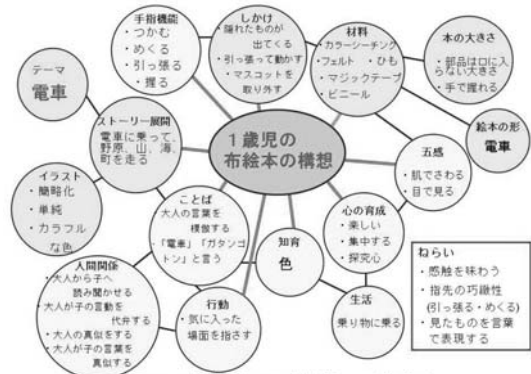 手指機能
・つかむ
・めくる
・引っ張る
・握る
しかけ
・隠れたものが
出てくる
・引っ張って動かす
・マスコットを
取り外す
材料
・カラーシーチング
・フェルト ・ひも
・マジックテープ
・ビニール
本の大きさ
・部品は口に入
らない大きさ
・手で握れる
テーマ
電車
ストーリー展開
電車に乗って、
野原、山、海、
町を走る
1歳児の
布絵本の構想
絵本の形
電車
五感
・肌でさわる
・目で見る
イラスト
・簡略化
・単純
・カラフル
な色
ことば
大人の言葉を
模倣する
・「電車」「ガタンゴ
トン」と言う
知育
色
心の育成
・楽しい
・集中する
・探究心
人間関係
・大人から子へ
読み聞かせる
・大人が子の言動を
代弁する
・大人の真似をする
・大人が子の言葉を
真似する
行動
・気に入った
場面を指さす
生活
乗り物に乗る
ねらい
・感触を味わう
・指先の巧緻性
(引っ張る・めくる)
・見たものを言葉
で表現する